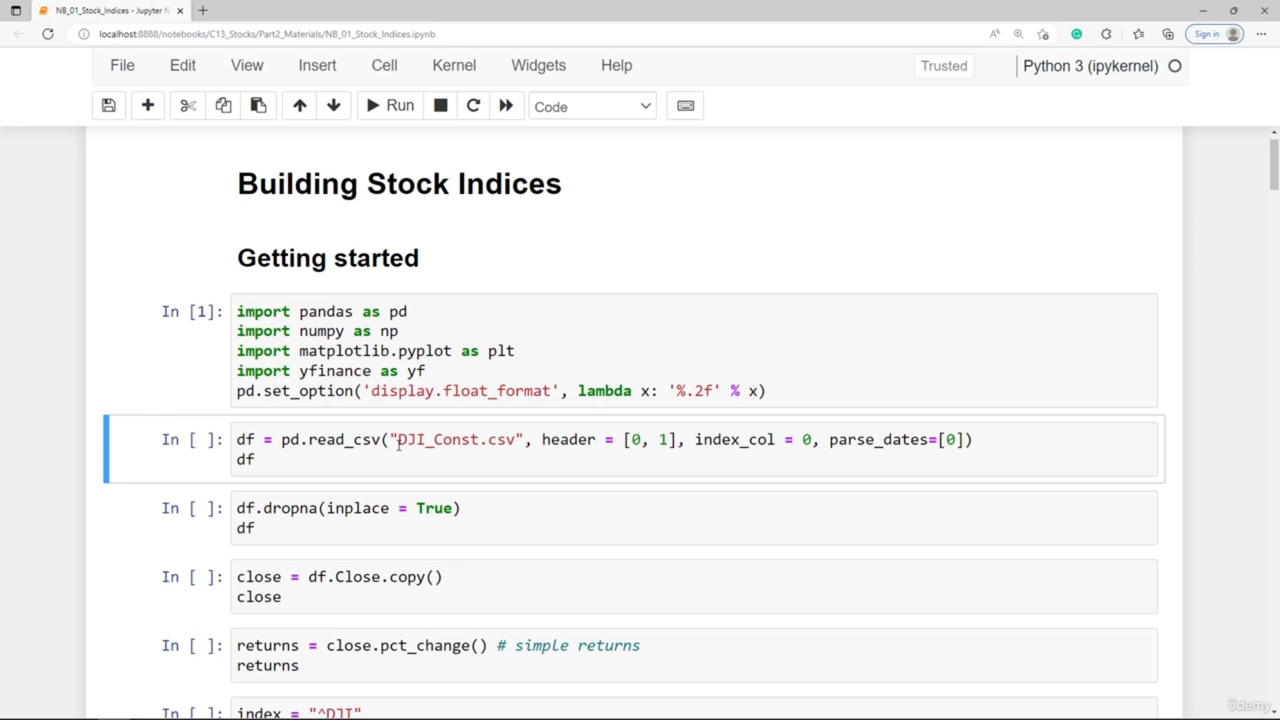 NB_01_Stock_Indices - Jupyter N
localhost:8888/notebooks/C13_Stocks/Part2_Materials/NB_01_Stock_Indices.ipynb
Sign in
File Edit View Insert Cell Kernel Widgets Help Trusted Python 3 (ipykernel)
Run Code
Building Stock Indices
Getting started
In [1]: import pandas as pd
import numpy as np
import matplotlib.pyplot as plt
import yfinance as yf
pd.set_option('display.float_format', lambda x: '%.2f' % x)
In [ ]: df = pd.read_csv("DJI_Const.csv", header = [0, 1], index_col = 0, parse_dates=[0])
df
In [ ]: df.dropna(inplace = True)
df
In [ ]: close = df.Close.copy()
close
In [ ]: returns = close.pct_change() # simple returns
returns
In [ ]: index = "^DJI"
ûdemy